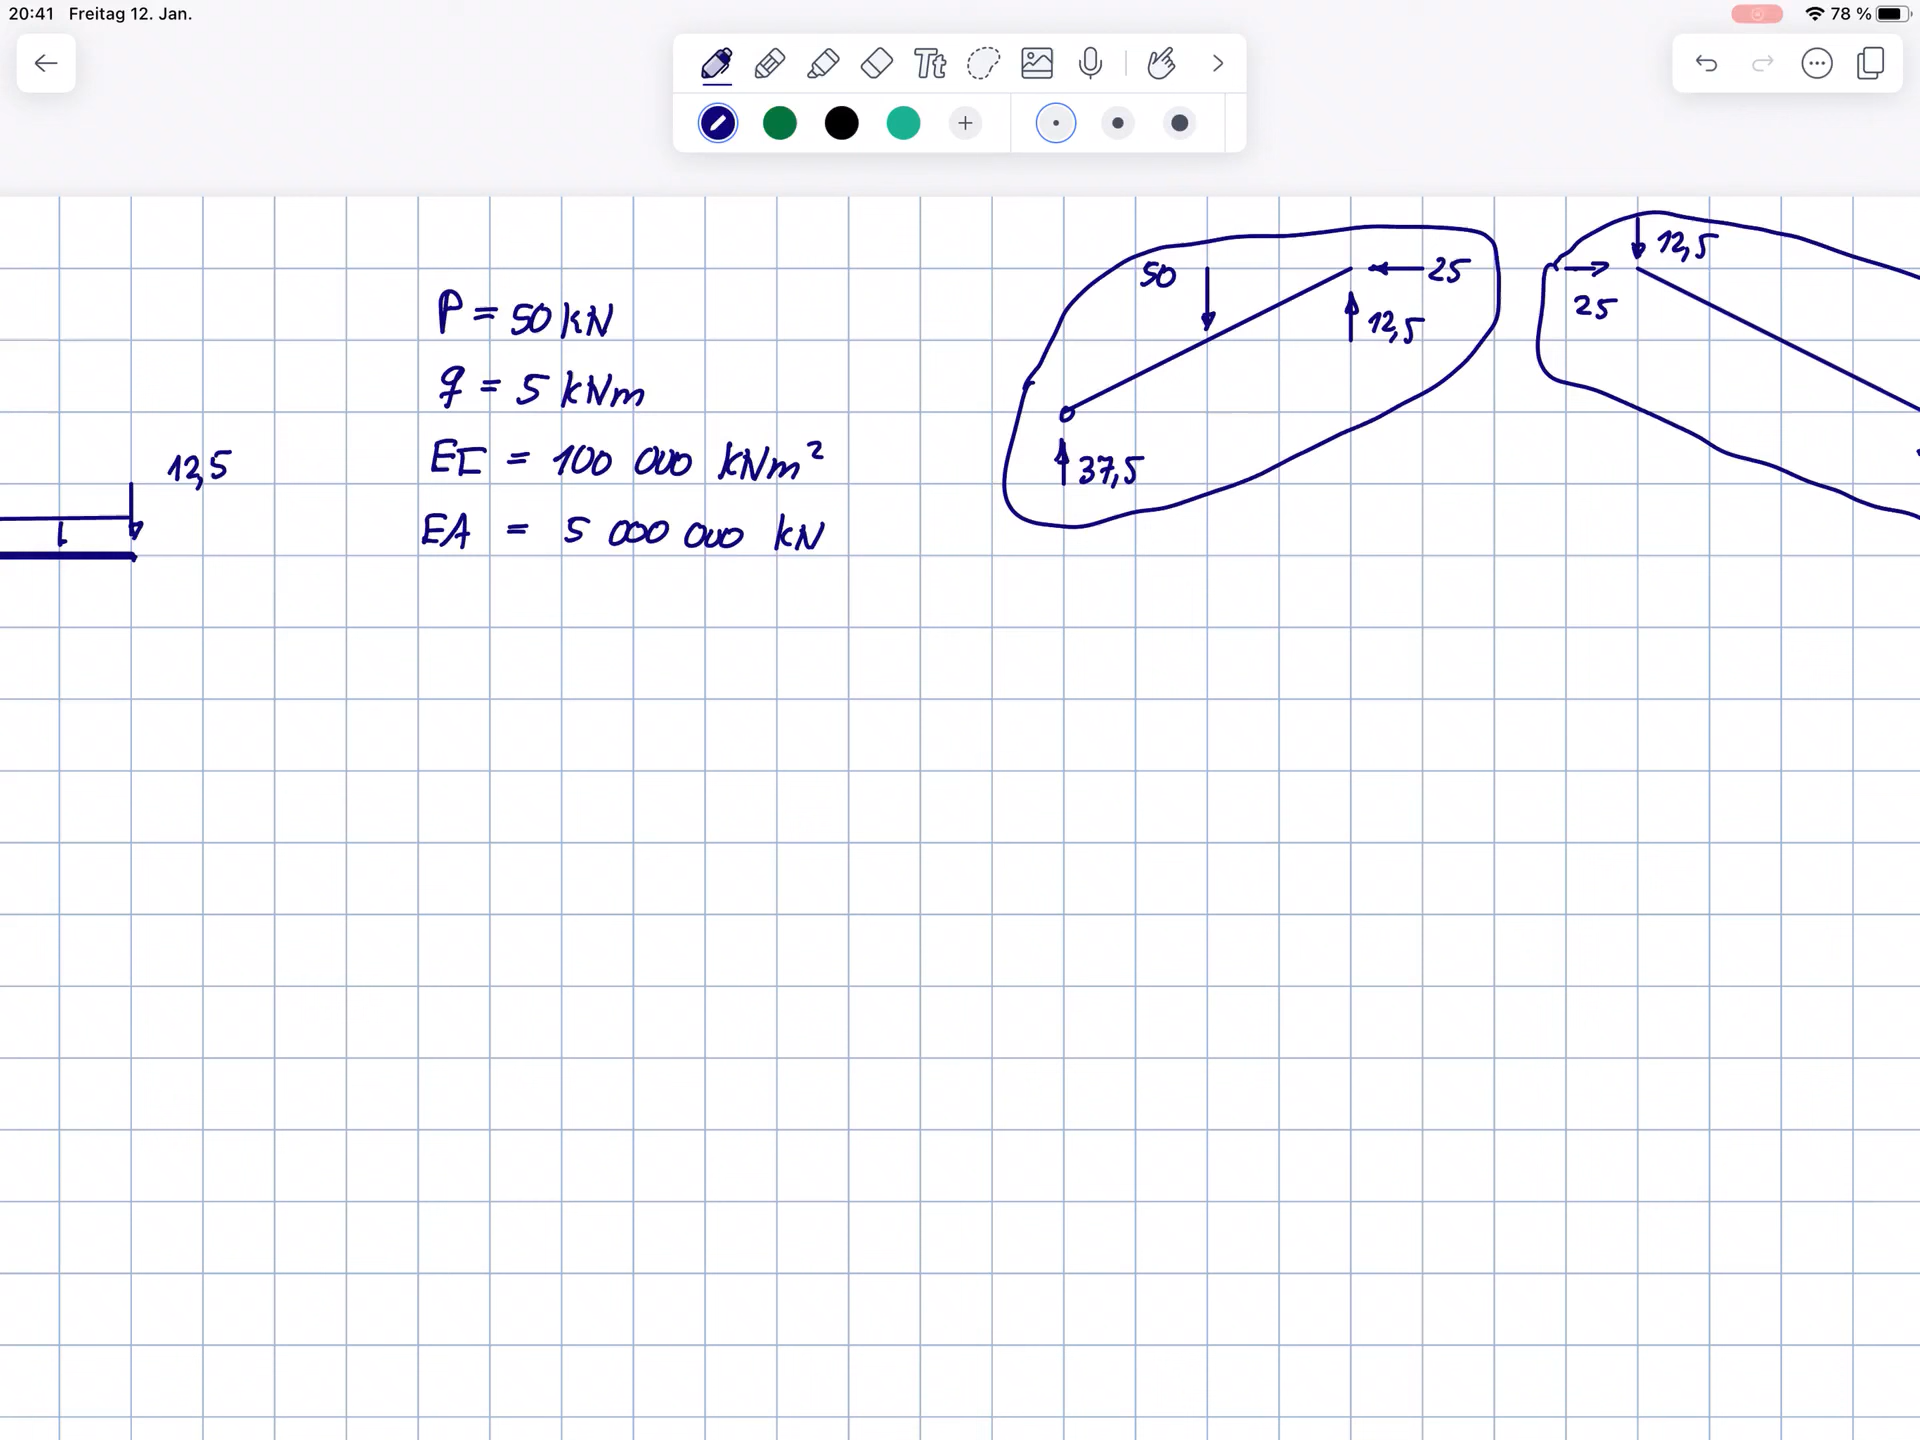 20:41 Freitag 12. Jan.
78 %
Tt
12,5
P = 50 kN
q = 5 kNm
EI = 100 000 kNm²
EA = 5 000 000 kN
50
25
12,5
37,5
12,5
25